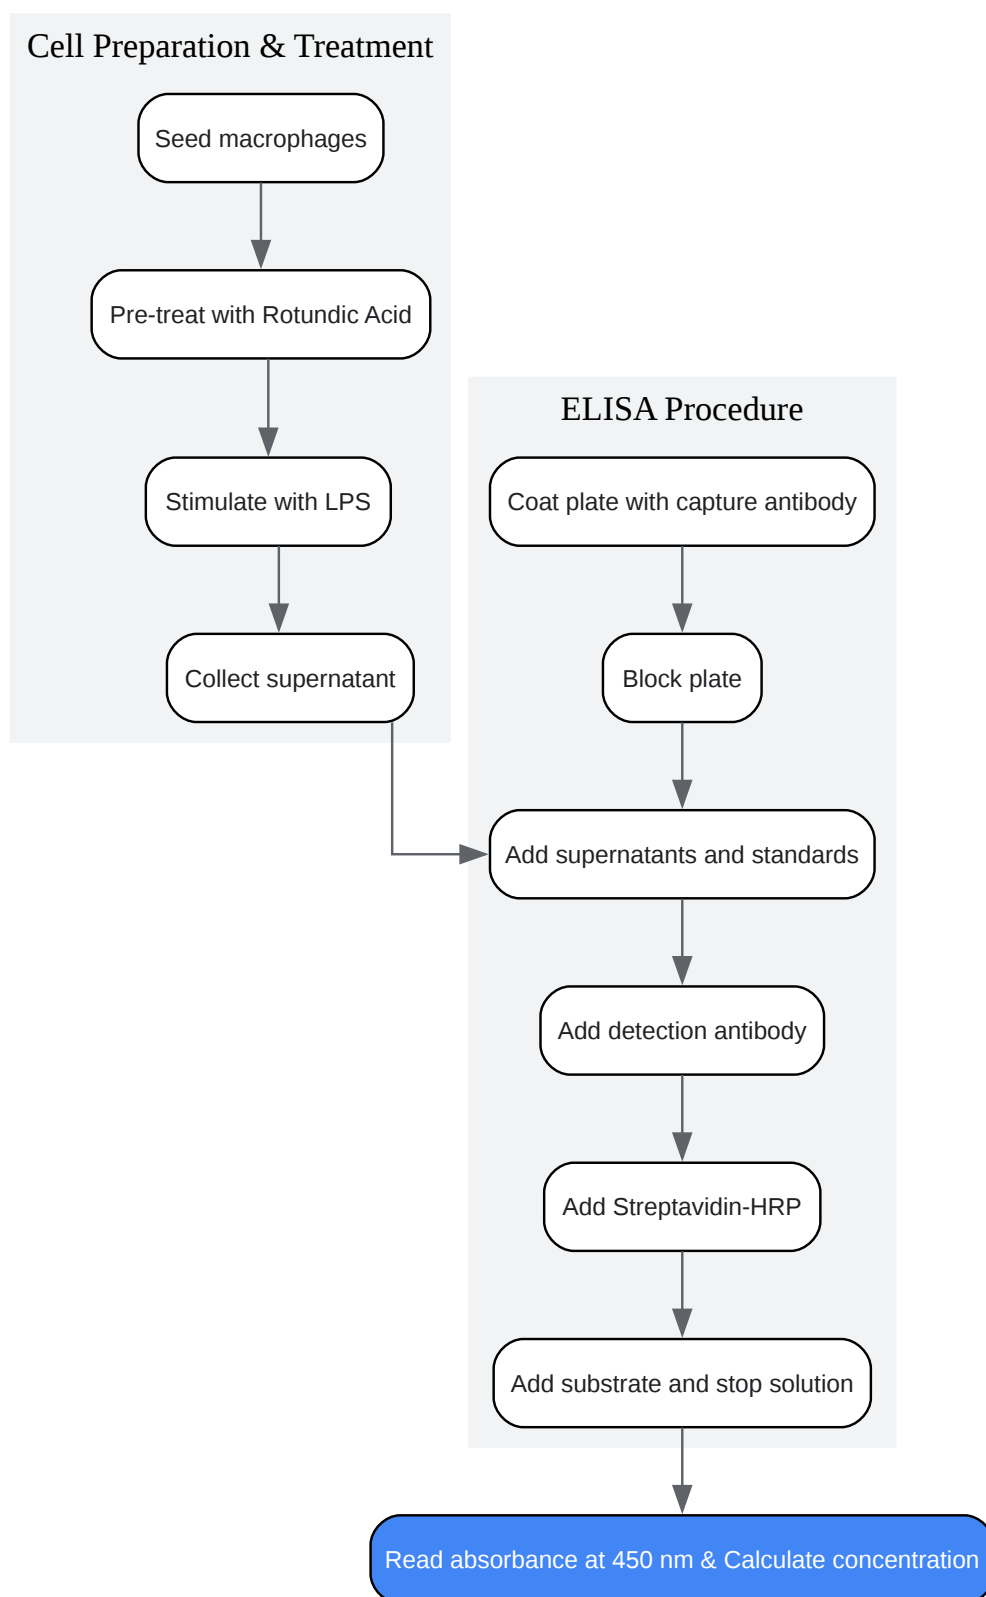 Cell Preparation & Treatment
Seed macrophages
Pre-treat with Rotundic Acid
Stimulate with LPS
Collect supernatant
ELISA Procedure
Coat plate with capture antibody
Block plate
Add supernatants and standards
Add detection antibody
Add Streptavidin-HRP
Add substrate and stop solution
Read absorbance at 450 nm & Calculate concentration